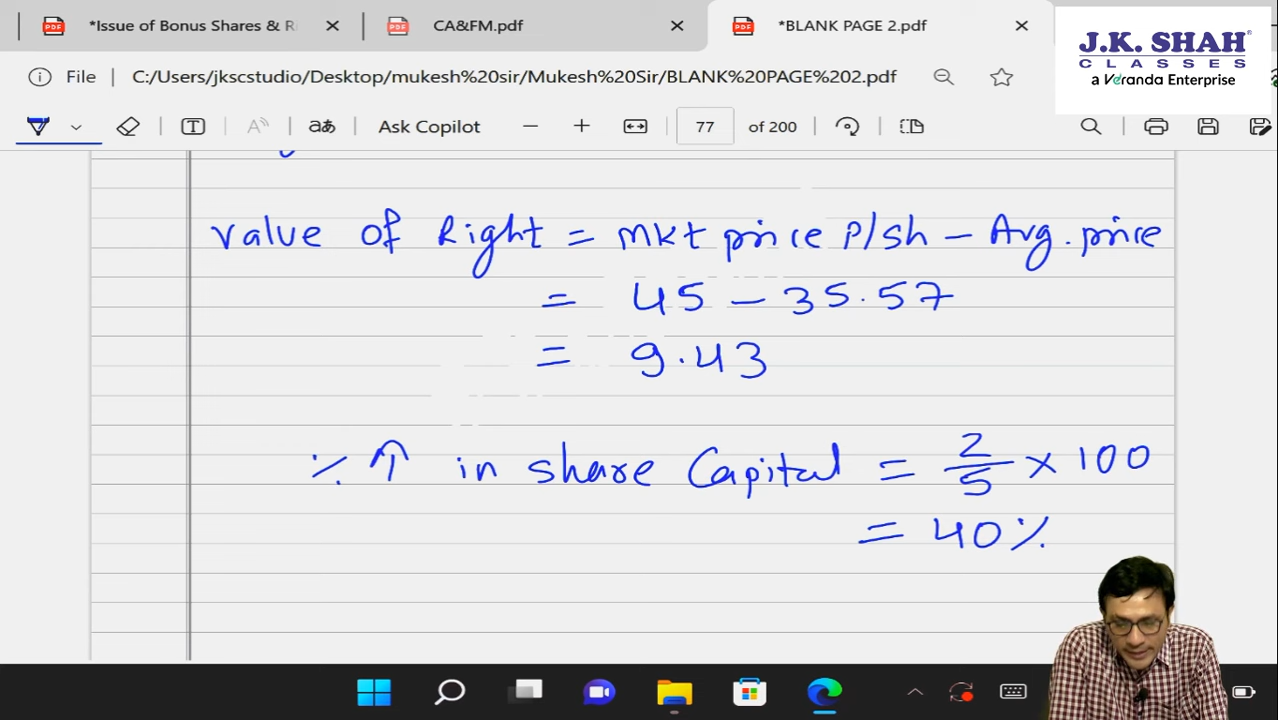 *Issue of Bonus Shares & Ri
CA&FM.pdf
*BLANK PAGE 2.pdf
J.K. SHAH®
CLASSES
a Veranda Enterprise
File
C:/Users/jkscstudio/Desktop/mukesh%20sir/Mukesh%20Sir/BLANK%20PAGE%202.pdf
Ask Copilot
77 of 200
Value of Right = Mkt price P/Sh - Avg. price
= 45 - 35.57
= 9.43
% ↑ in share Capital = 2/5 × 100
= 40%